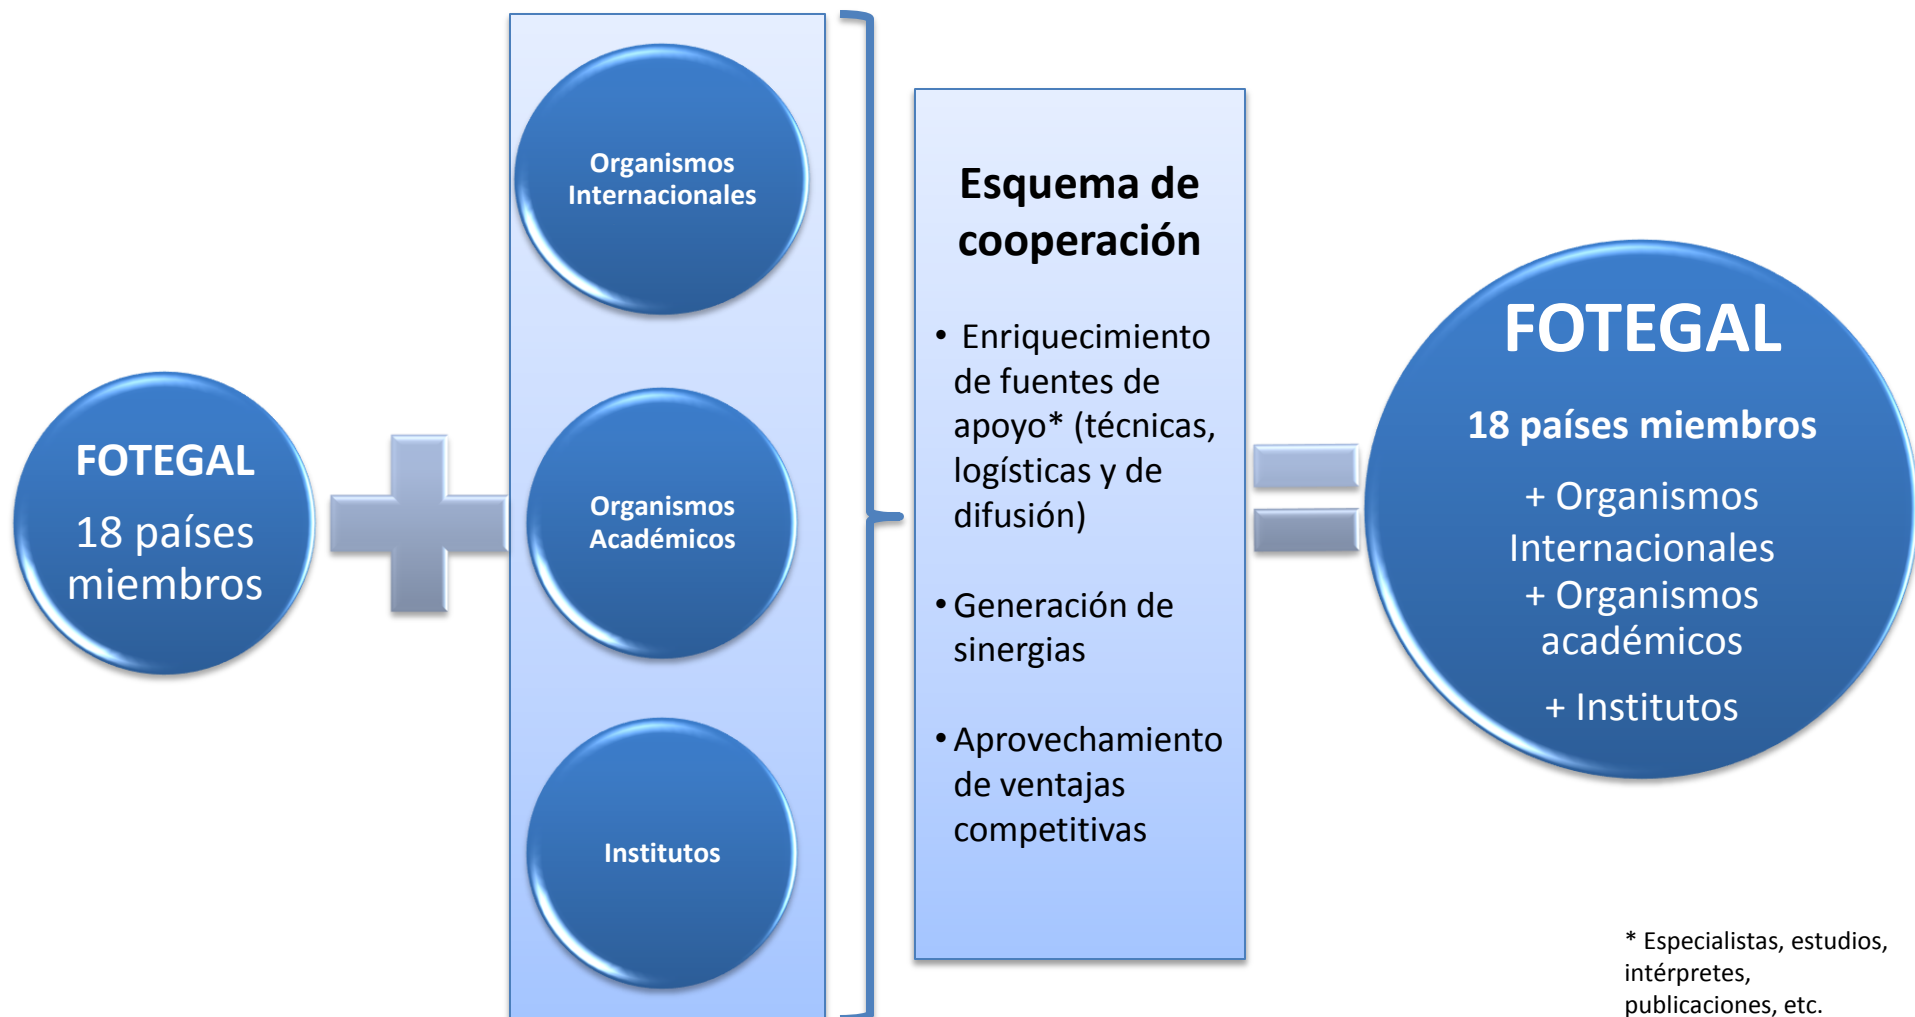 FOTEGAL
18 países
miembros
Organismos
Internacionales
Organismos
Académicos
Institutos
Esquema de
cooperación
• Enriquecimiento
de fuentes de
apoyo* (técnicas,
logísticas y de
difusión)
• Generación de
sinergias
• Aprovechamiento
de ventajas
competitivas
FOTEGAL
18 países miembros
+ Organismos
Internacionales
+ Organismos
académicos
+ Institutos
* Especialistas, estudios,
intérpretes,
publicaciones, etc.